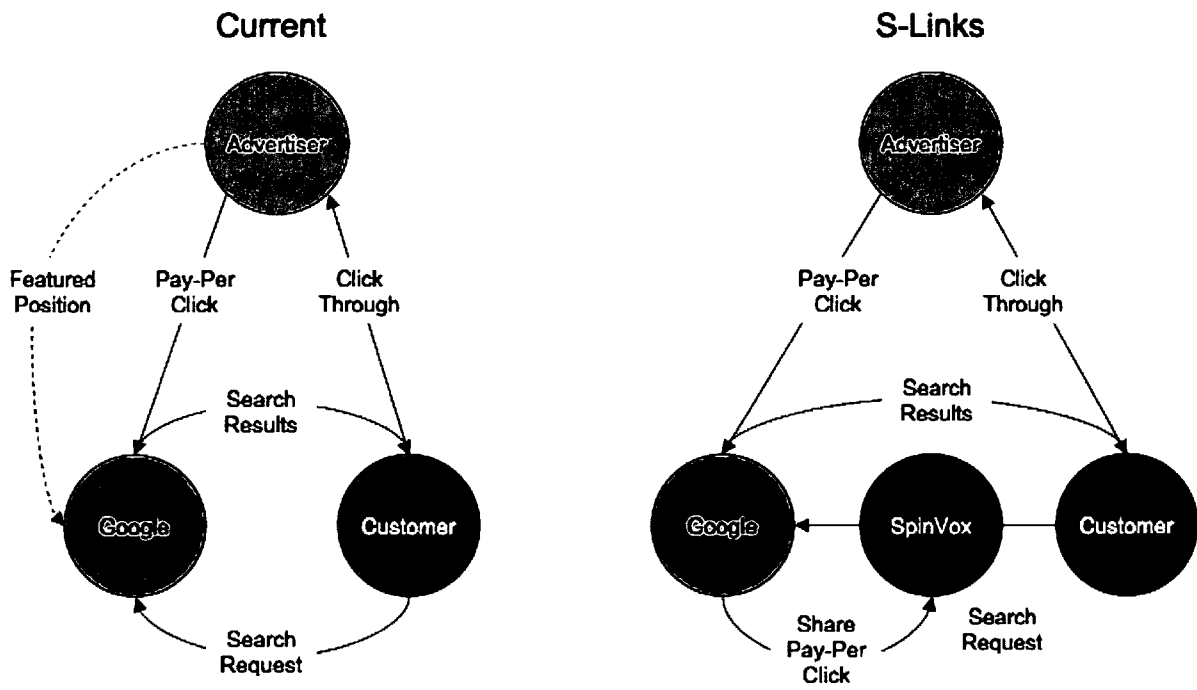 Current
Advertiser
Featured
Position
Pay-Per
Click
Click
Through
Search
Results
Google
Customer
Search
Request
S-Links
Advertiser
Pay-Per
Click
Click
Through
Search
Results
Google
SpinVox
Customer
Share
Pay-Per
Click
Search
Request